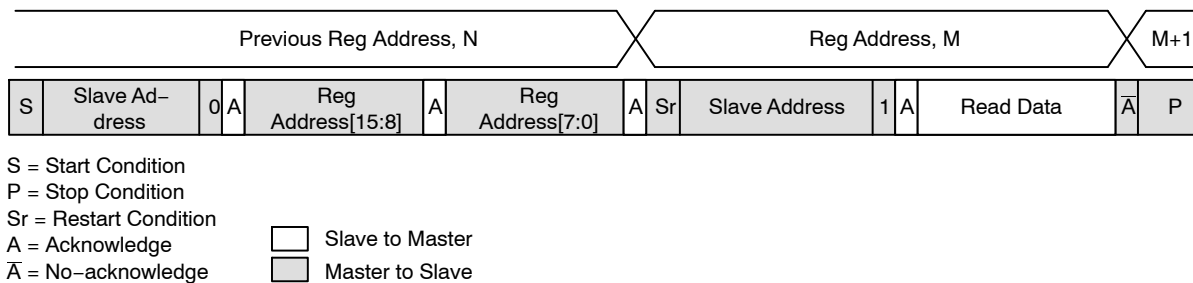 Previous Reg Address, N Reg Address, M M+1
S Slave Ad− 0 A Reg A Reg A Sr Slave Address 1 A Read Data A̅ P
dress Address[15:8] Address[7:0]
S = Start Condition
P = Stop Condition
Sr = Restart Condition
A = Acknowledge Slave to Master
A̅ = No−acknowledge Master to Slave